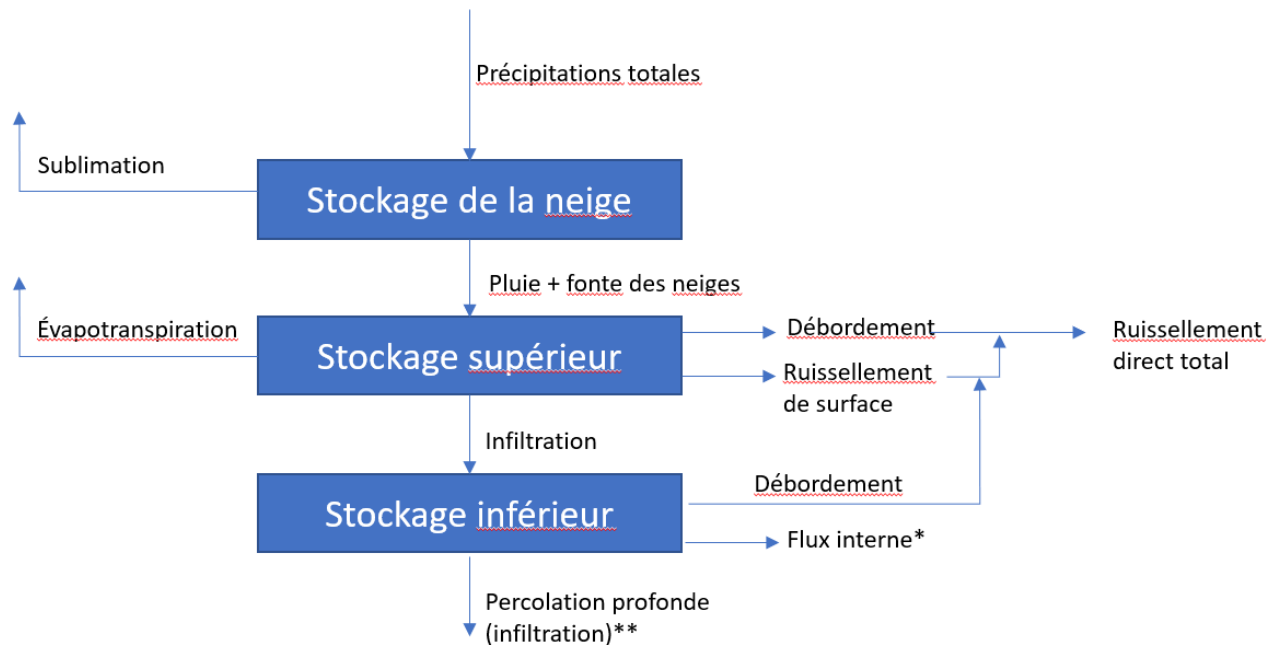 Précipitations totales
Sublimation
Stockage de la neige
Pluie + fonte des neiges
Évapotranspiration
Stockage supérieur
Débordement
Ruissellement
direct total
Ruissellement
de surface
Infiltration
Stockage inférieur
Débordement
Flux interne*
Percolation profonde
(infiltration)**